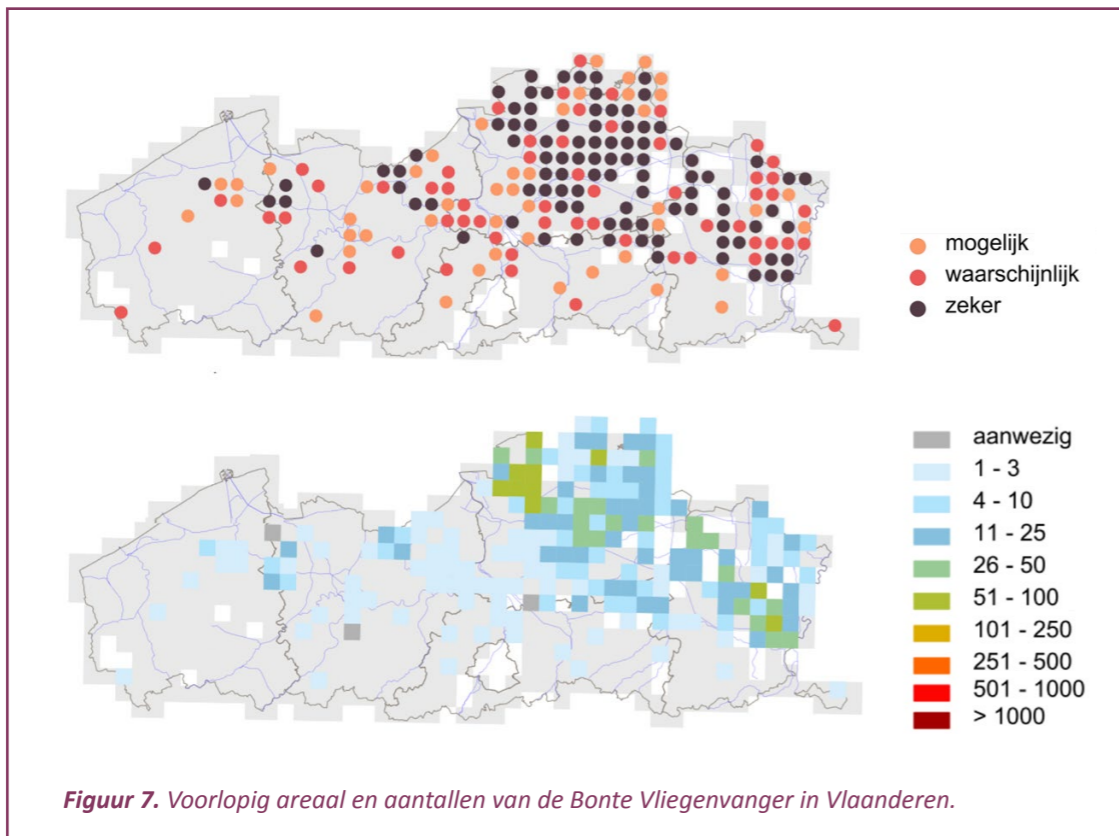 mogelijk
waarschijnlijk
zeker
aanwezig
1 - 3
4 - 10
11 - 25
26 - 50
51 - 100
101 - 250
251 - 500
501 - 1000
> 1000
Figuur 7. Voorlopig areaal en aantallen van de Bonte Vliegenvanger in Vlaanderen.